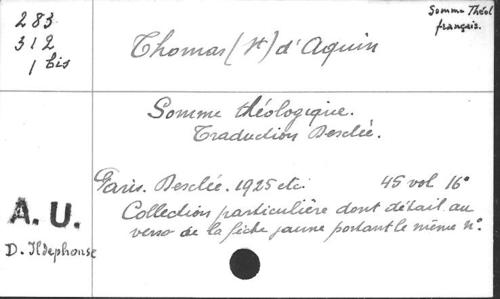 283
312
1 bis
Somme Théol
français.
Thomas (St) d'Aquin
Somme théologique.
Traduction Desclée.
Paris. Desclée. 1925 etc. 45 vol 16°
Collection particulière dont détail au
verso de la fiche jaune portant le même n°.
A. U.
D. Ildephonse